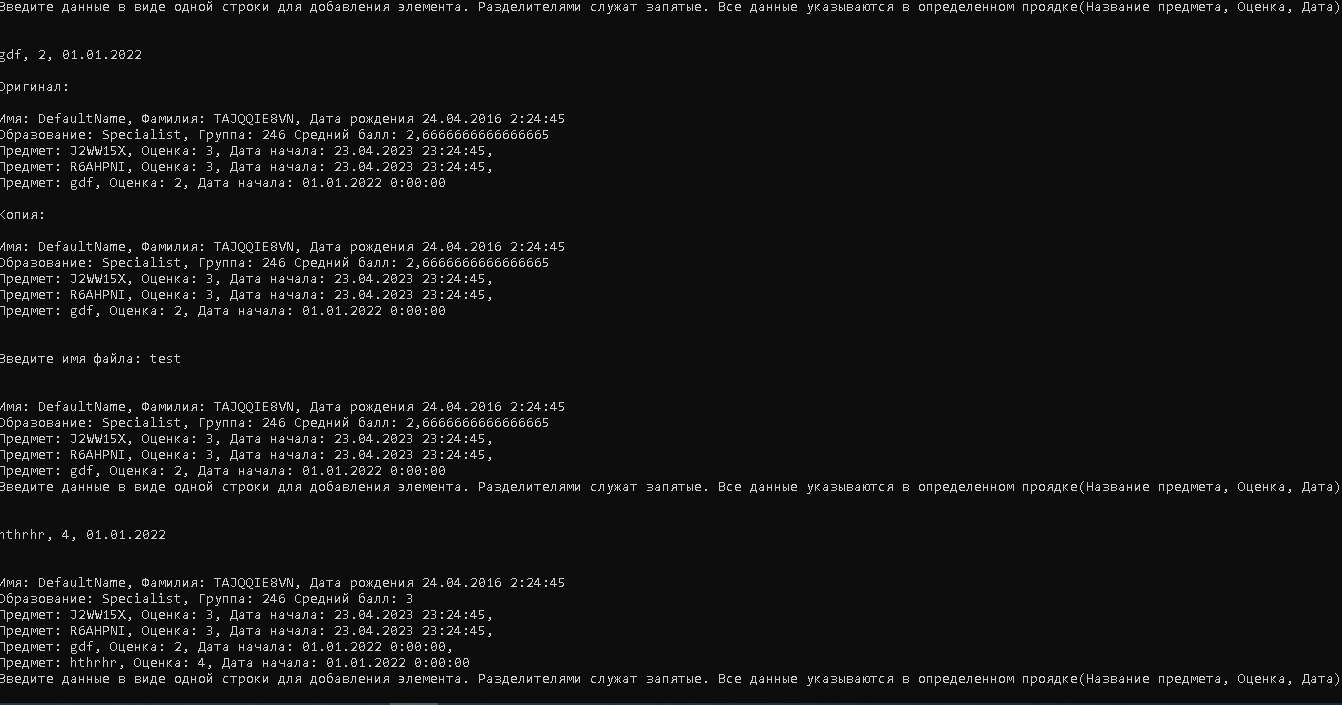 Введите данные в виде одной строки для добавления элемента. Разделителями служат запятые. Все данные указываются в определенном проядке(Название предмета, Оценка, Дата)
gdf, 2, 01.01.2022
Оригинал:
Имя: DefaultName, Фамилия: TAJQQIE8VN, Дата рождения 24.04.2016 2:24:45
Образование: Specialist, Группа: 246 Средний балл: 2,6666666666666665
Предмет: J2WW15X, Оценка: 3, Дата начала: 23.04.2023 23:24:45,
Предмет: R6AHPNI, Оценка: 3, Дата начала: 23.04.2023 23:24:45,
Предмет: gdf, Оценка: 2, Дата начала: 01.01.2022 0:00:00
Копия:
Имя: DefaultName, Фамилия: TAJQQIE8VN, Дата рождения 24.04.2016 2:24:45
Образование: Specialist, Группа: 246 Средний балл: 2,6666666666666665
Предмет: J2WW15X, Оценка: 3, Дата начала: 23.04.2023 23:24:45,
Предмет: R6AHPNI, Оценка: 3, Дата начала: 23.04.2023 23:24:45,
Предмет: gdf, Оценка: 2, Дата начала: 01.01.2022 0:00:00
Введите имя файла: test
Имя: DefaultName, Фамилия: TAJQQIE8VN, Дата рождения 24.04.2016 2:24:45
Образование: Specialist, Группа: 246 Средний балл: 2,6666666666666665
Предмет: J2WW15X, Оценка: 3, Дата начала: 23.04.2023 23:24:45,
Предмет: R6AHPNI, Оценка: 3, Дата начала: 23.04.2023 23:24:45,
Предмет: gdf, Оценка: 2, Дата начала: 01.01.2022 0:00:00
Введите данные в виде одной строки для добавления элемента. Разделителями служат запятые. Все данные указываются в определенном проядке(Название предмета, Оценка, Дата)
hthrhr, 4, 01.01.2022
Имя: DefaultName, Фамилия: TAJQQIE8VN, Дата рождения 24.04.2016 2:24:45
Образование: Specialist, Группа: 246 Средний балл: 3
Предмет: J2WW15X, Оценка: 3, Дата начала: 23.04.2023 23:24:45,
Предмет: R6AHPNI, Оценка: 3, Дата начала: 23.04.2023 23:24:45,
Предмет: gdf, Оценка: 2, Дата начала: 01.01.2022 0:00:00,
Предмет: hthrhr, Оценка: 4, Дата начала: 01.01.2022 0:00:00
Введите данные в виде одной строки для добавления элемента. Разделителями служат запятые. Все данные указываются в определенном проядке(Название предмета, Оценка, Дата)